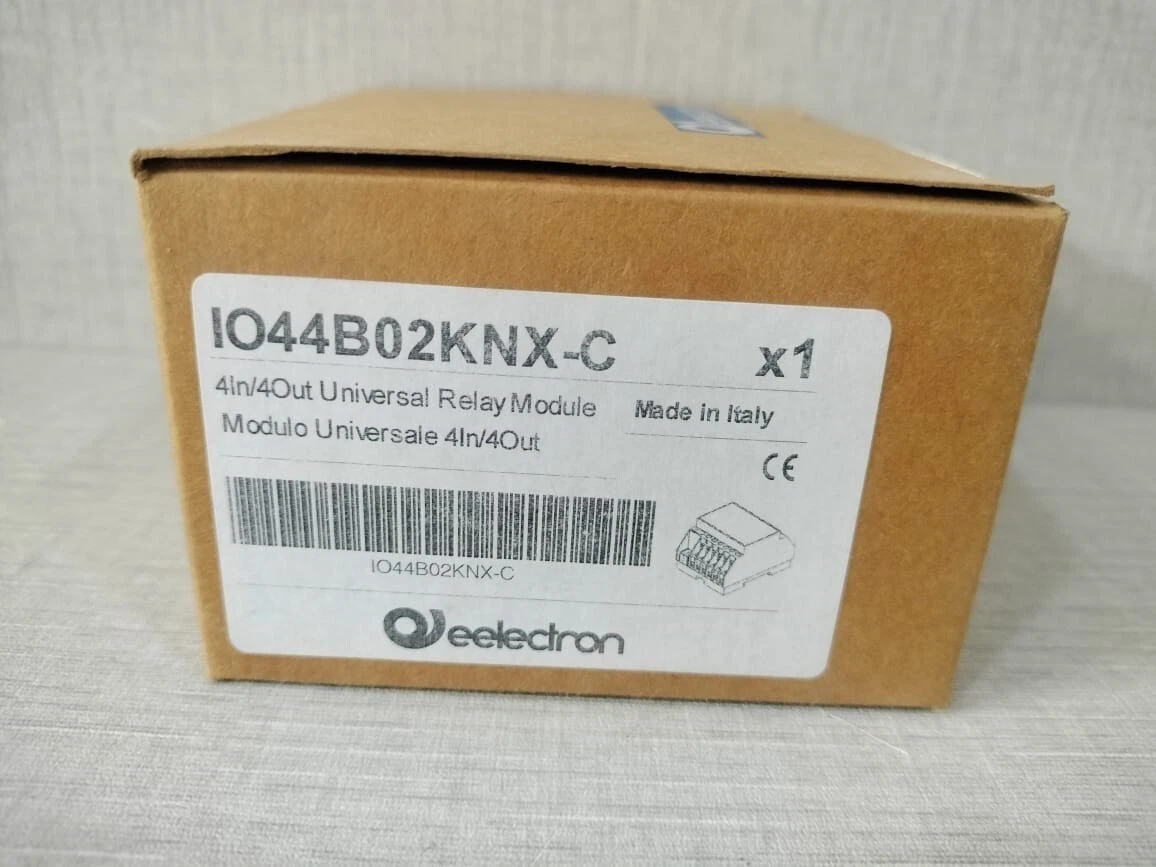 IO44B02KNX-C x1
4In/4Out Universal Relay Module
Made in Italy
Modulo Universale 4In/4Out
CE
IO44B02KNX-C
eelectron